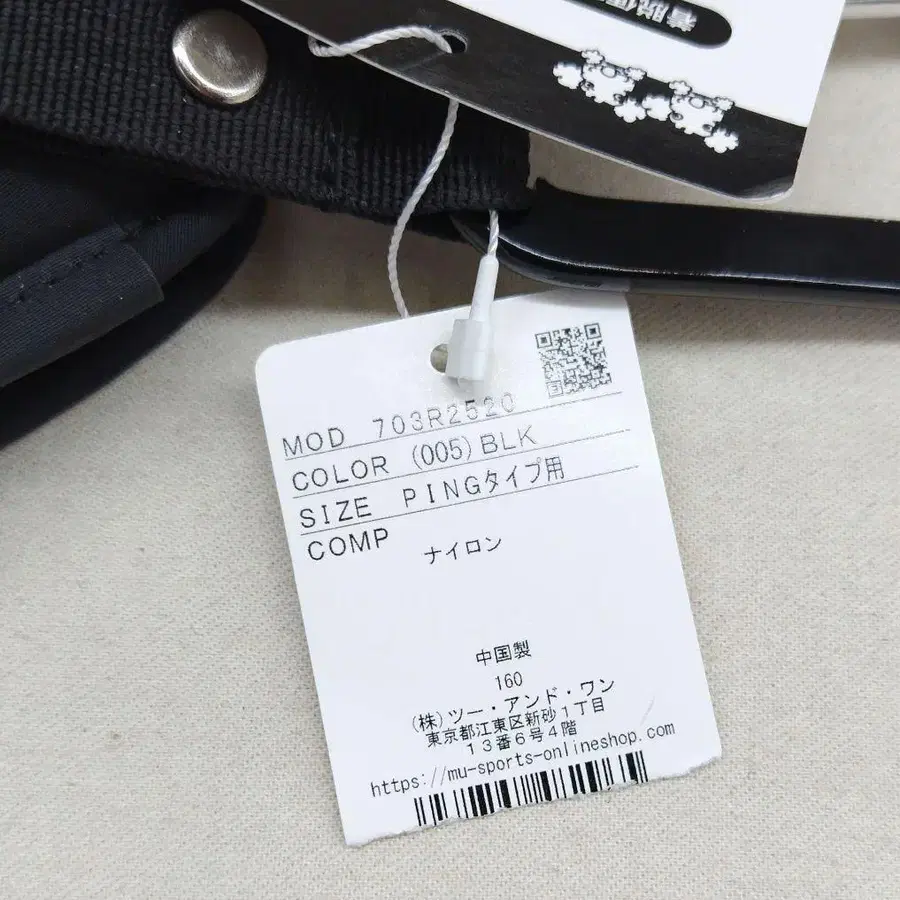 MOD 703R2520
COLOR (005) BLK
SIZE PINGタイプ用
COMP ナイロン
中国製
160
(株)ツー・アンド・ワン
東京都江東区新砂1丁目
13番6号4階
https://mu-sports-onlineshop.com